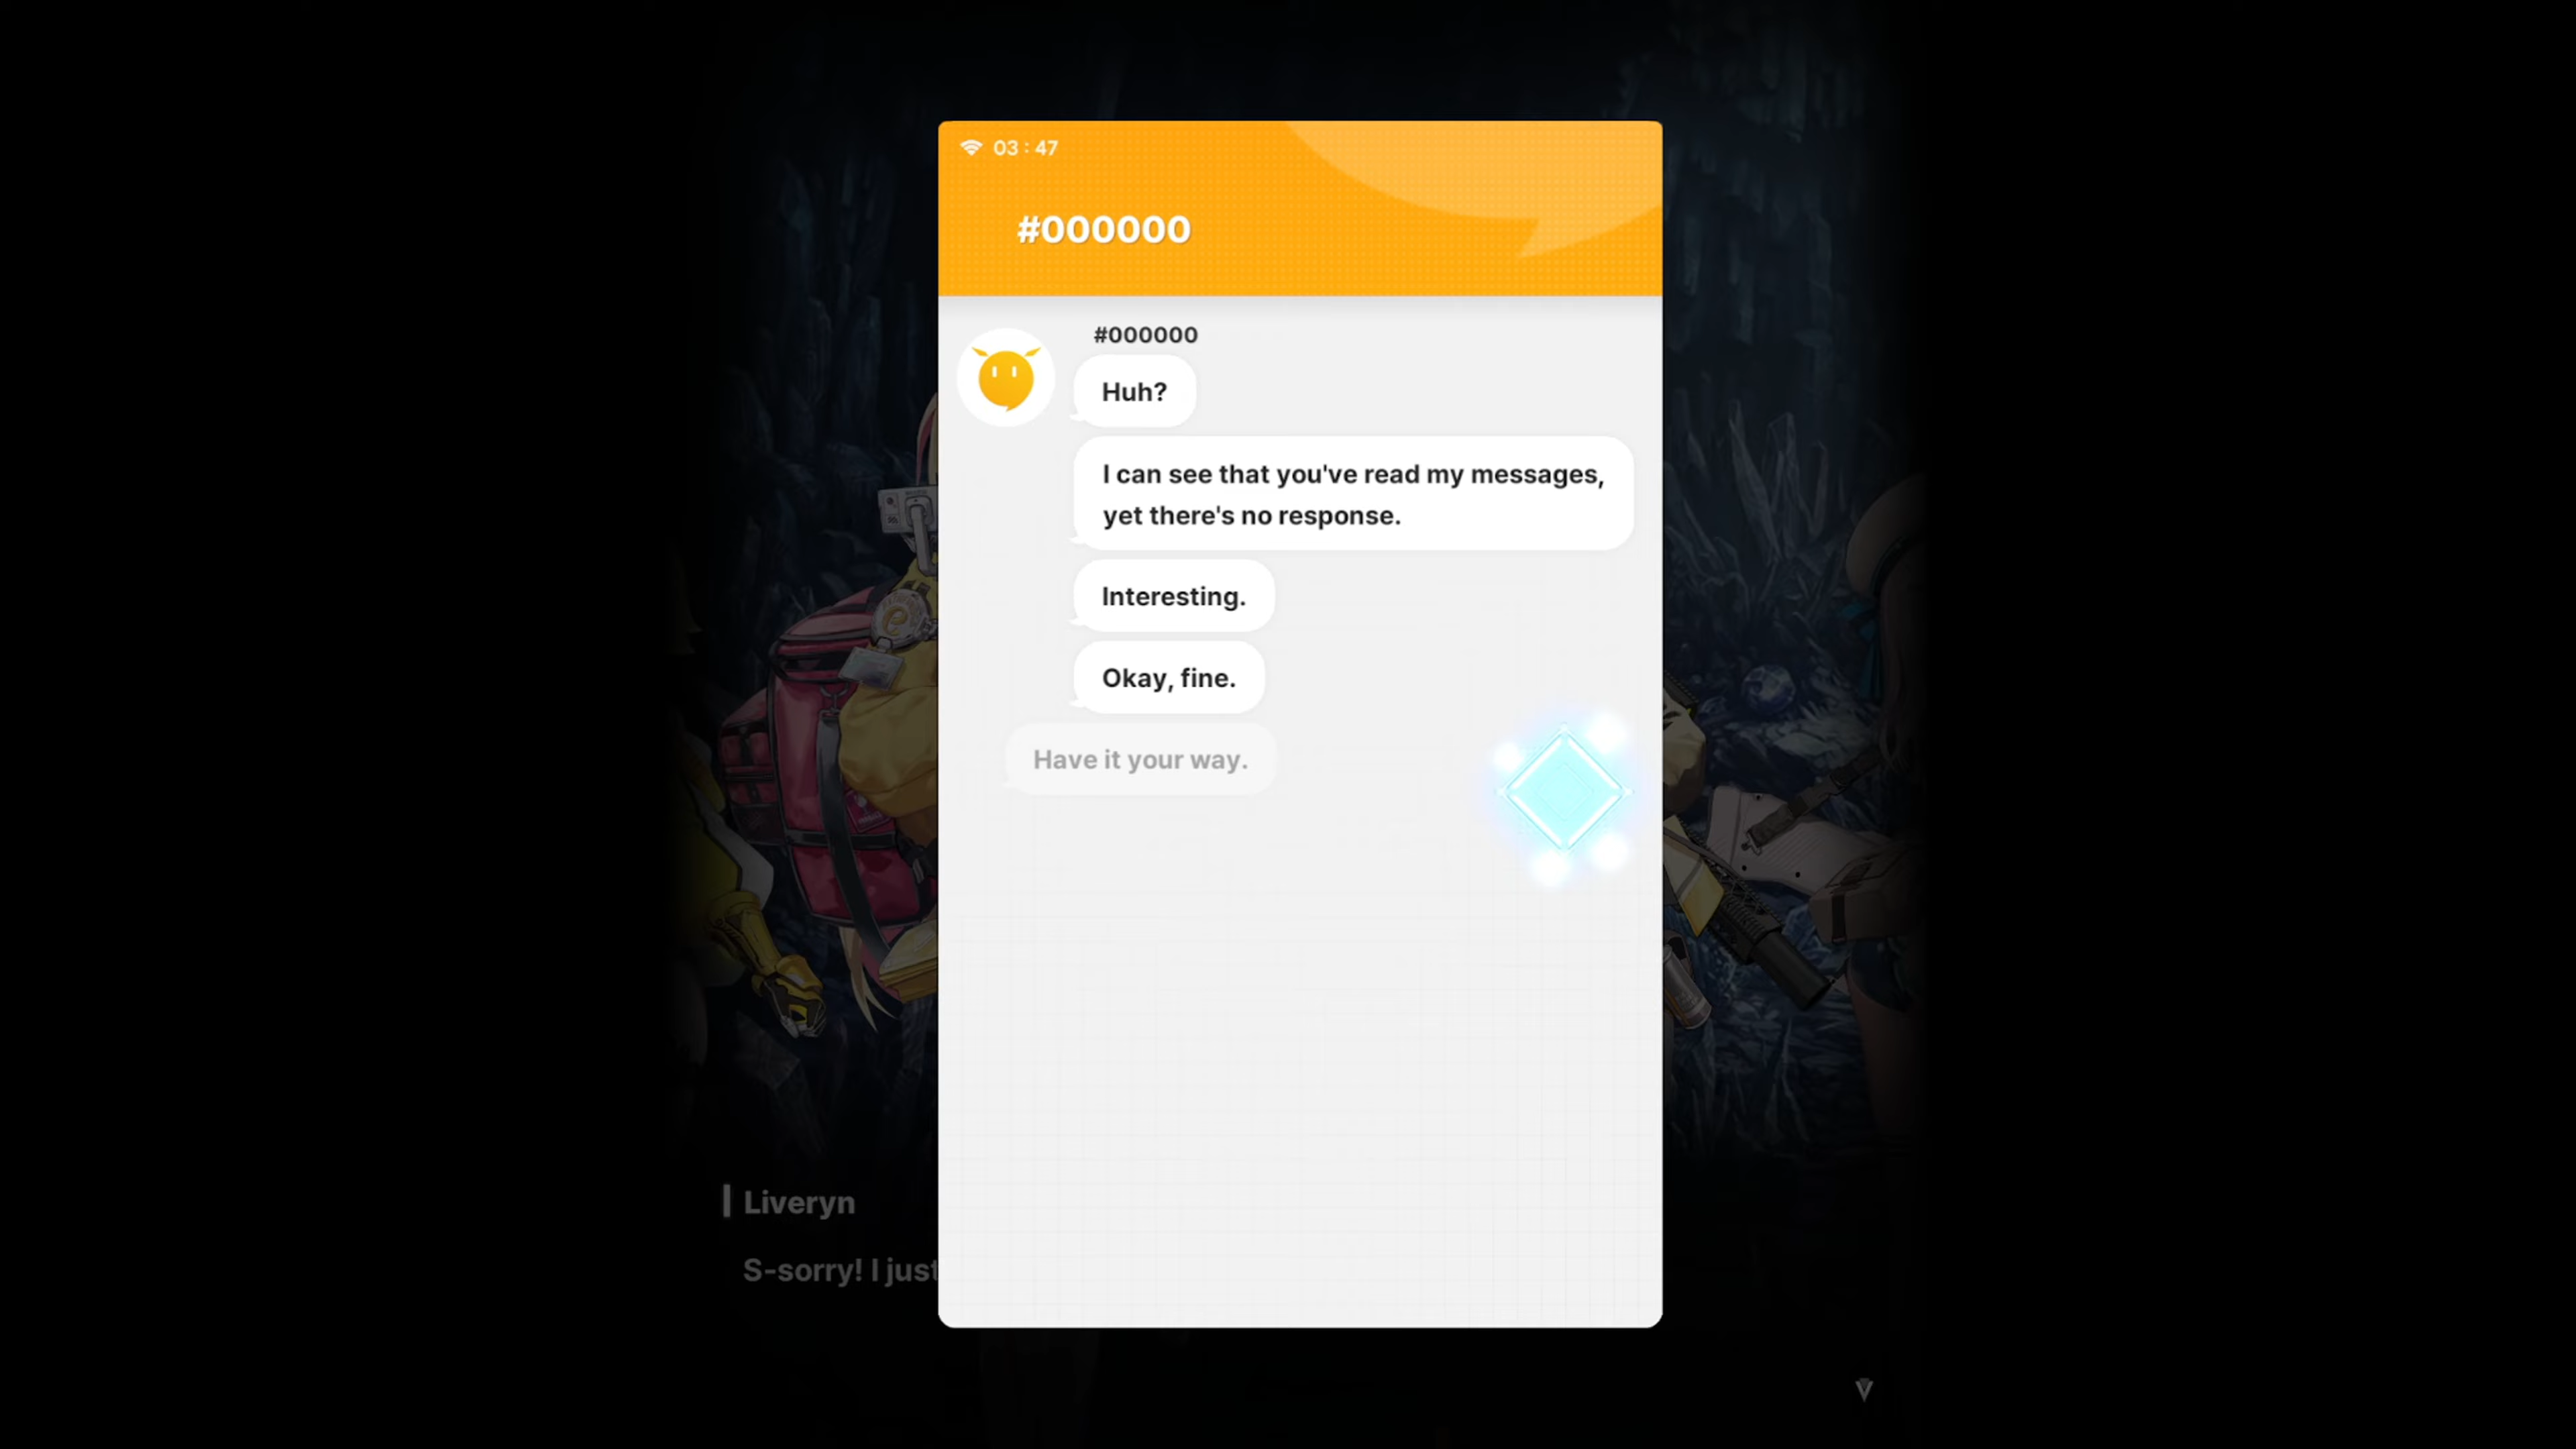 03 : 47
#000000
#000000
Huh?
I can see that you've read my messages,
yet there's no response.
Interesting.
Okay, fine.
Have it your way.
Liveryn
S-sorry! I just